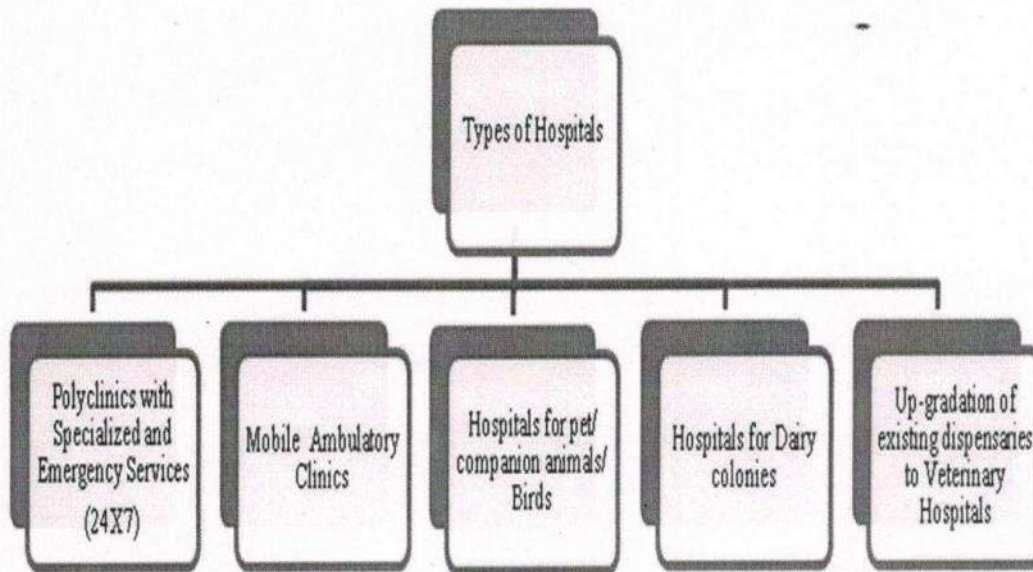 Types of Hospitals
Polyclinics with
Specialized and
Emergency Services
(24X7)
Mobile Ambulatory
Clinics
Hospitals for pet/
companion animals/
Birds
Hospitals for Dairy
colonies
Up-gradation of
existing dispensaries
to Veterinary
Hospitals